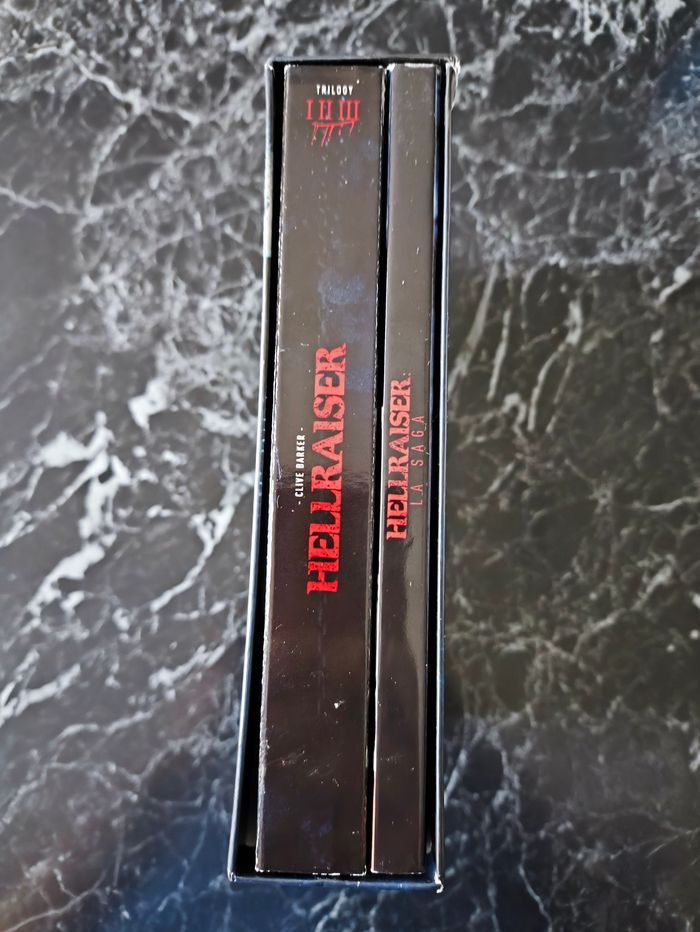 TRILOGY
I II III
- CLIVE BARKER -
HELLRAISER
HELLRAISER
LA SAGA